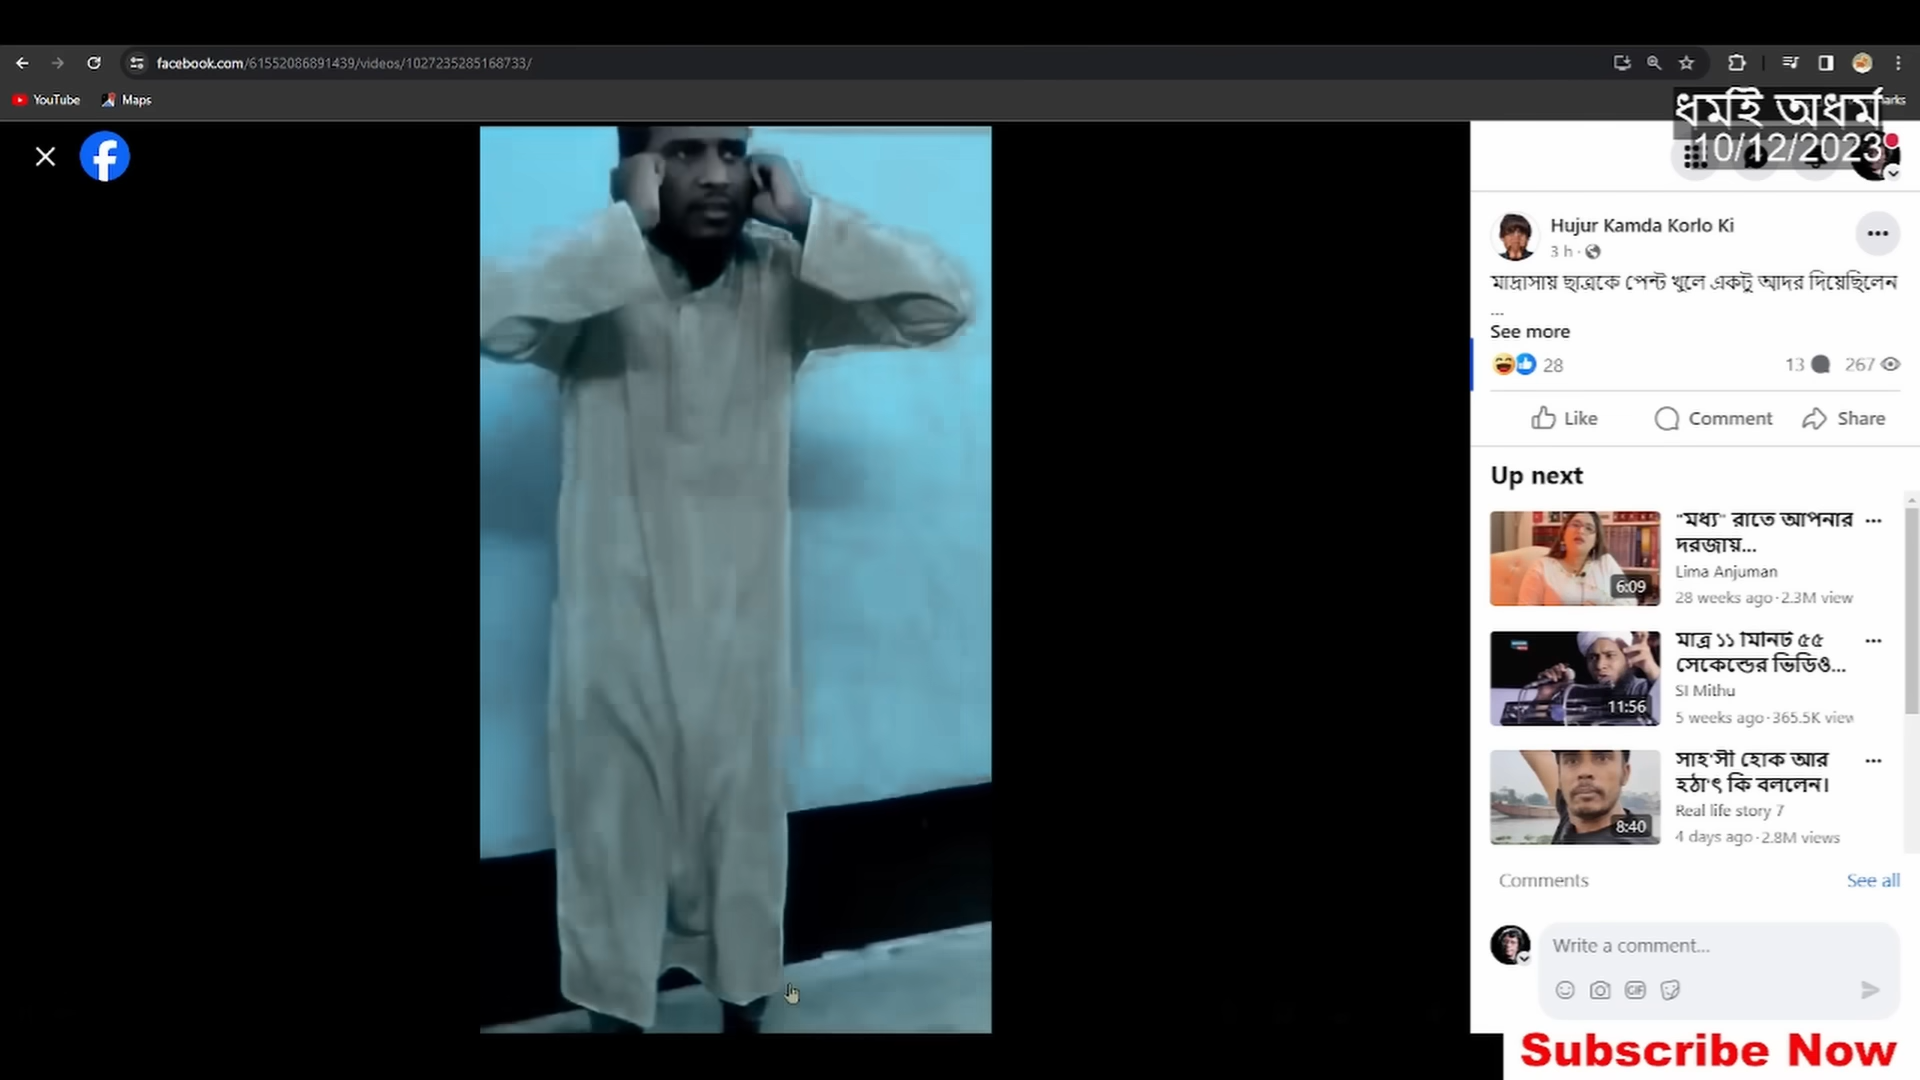 facebook.com/61552086891439/videos/1027235285168733/
YouTube
Maps
ধর্মই অধর্ম
10/12/2023
Hujur Kamda Korlo Ki
3 h
মাদ্রাসায় ছাত্রকে পেন্ট খুলে একটু আদর দিয়েছিলেন
...
See more
28
13
267
Like
Comment
Share
Up next
"মধ্য" রাতে আপনার
দরজায়...
Lima Anjuman
28 weeks ago · 2.3M view
6:09
মাত্র ১১ মিনিট ৫৫
সেকেন্ডের ভিডিও...
SI Mithu
5 weeks ago · 365.5K view
11:56
সাহ'সী হোক আর
হঠা'ৎ কি বললেন।
Real life story 7
4 days ago · 2.8M views
8:40
Comments
See all
Write a comment...
GIF
Subscribe Now